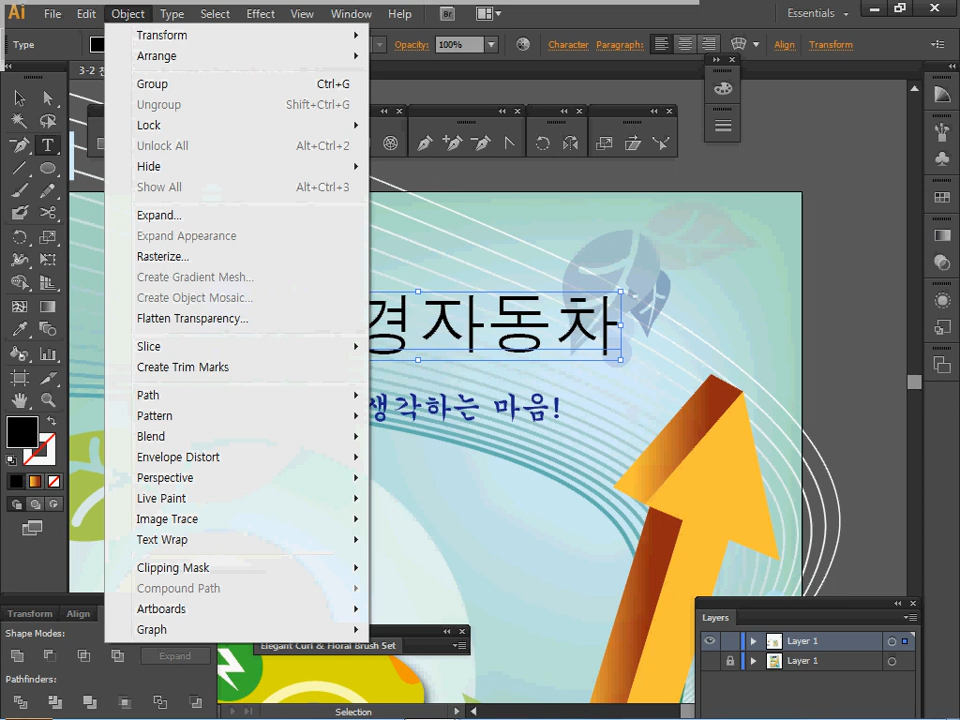 Ai File Edit Object Type Select Effect View Window Help Br Essentials
Type Opacity: 100% Character Paragraph: Align Transform
3-2
Transform
Arrange
Group Ctrl+G
Ungroup Shift+Ctrl+G
Lock
Unlock All Alt+Ctrl+2
Hide
Show All Alt+Ctrl+3
Expand...
Expand Appearance
Rasterize...
Create Gradient Mesh...
Create Object Mosaic...
Flatten Transparency...
Slice
Create Trim Marks
Path
Pattern
Blend
Envelope Distort
Perspective
Live Paint
Image Trace
Text Wrap
Clipping Mask
Compound Path
Artboards
Graph
경자동차
생각하는 마음!
Transform Align
Shape Modes:
Expand
Pathfinders:
Elegant Curl & Floral Brush Set
Layers
Layer 1
Layer 1
Selection